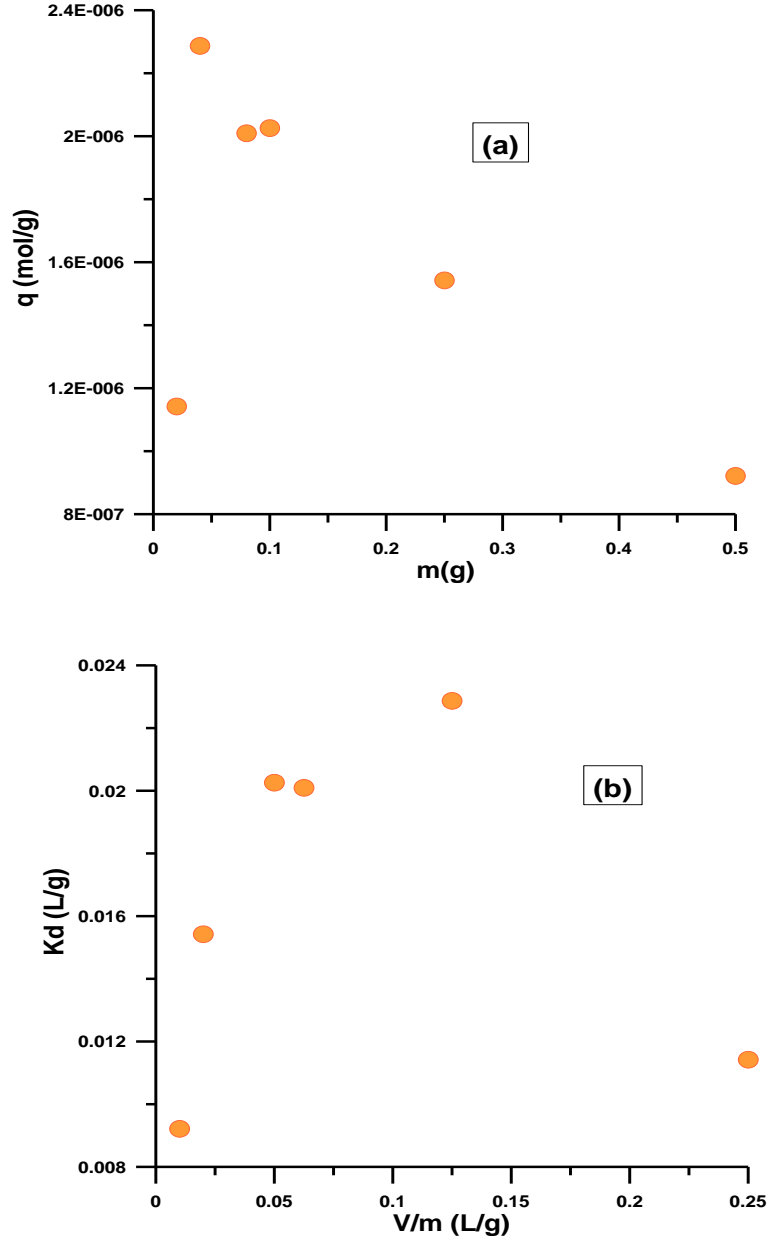 2.4E-006
2E-006
(a)
1.6E-006
q (mol/g)
1.2E-006
8E-007
0 0.1 0.2 0.3 0.4 0.5
m(g)
0.024
0.02
(b)
Kd (L/g)
0.016
0.012
0.008
0 0.05 0.1 0.15 0.2 0.25
V/m (L/g)